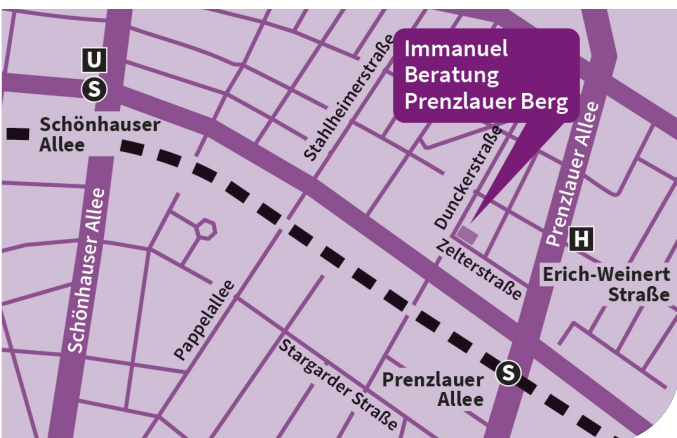 Immanuel
Beratung
Prenzlauer Berg
U
S
Schönhauser
Allee
Stahlheimerstraße
Dunckerstraße
Prenzlauer Allee
H
Erich-Weinert
Straße
Zelterstraße
Schönhauser Allee
Pappelallee
Stargarder Straße
Prenzlauer
Allee
S